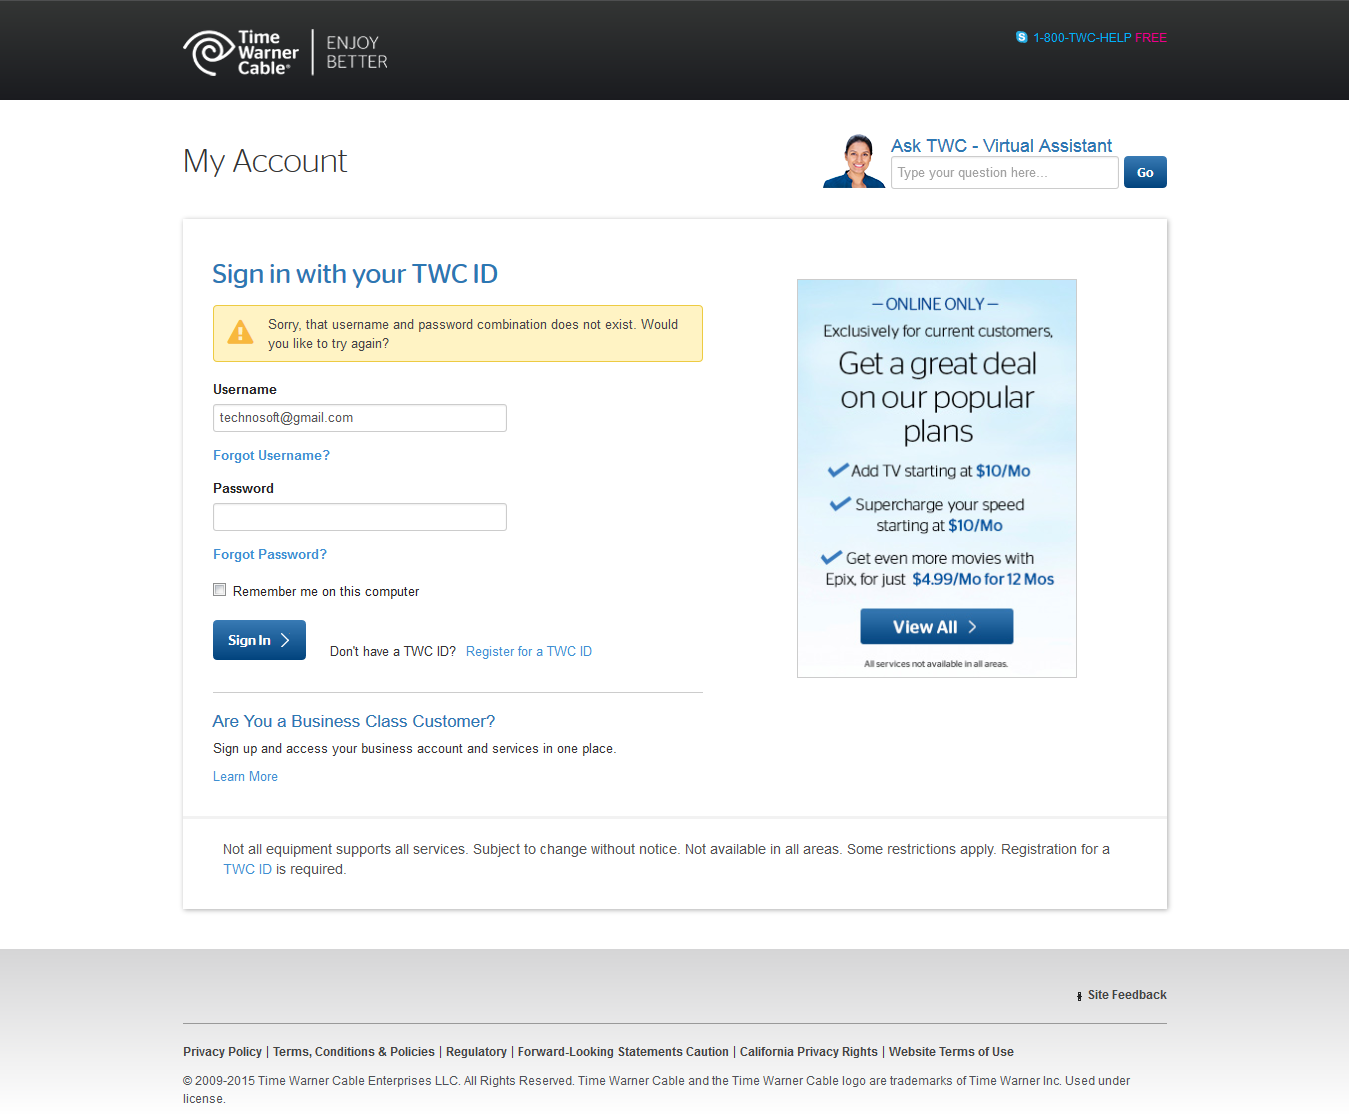 Time
Warner
Cable®
ENJOY
BETTER
1-800-TWC-HELP FREE
My Account
Ask TWC - Virtual Assistant
Type your question here...
Go
Sign in with your TWC ID
Sorry, that username and password combination does not exist. Would
you like to try again?
Username
technosoft@gmail.com
Forgot Username?
Password
Forgot Password?
Remember me on this computer
Sign In
Don't have a TWC ID? Register for a TWC ID
Are You a Business Class Customer?
Sign up and access your business account and services in one place.
Learn More
– ONLINE ONLY –
Exclusively for current customers,
Get a great deal
on our popular
plans
Add TV starting at $10/Mo
Supercharge your speed
starting at $10/Mo
Get even more movies with
Epix, for just $4.99/Mo for 12 Mos
View All
All services not available in all areas.
Not all equipment supports all services. Subject to change without notice. Not available in all areas. Some restrictions apply. Registration for a
TWC ID is required.
Site Feedback
Privacy Policy | Terms, Conditions & Policies | Regulatory | Forward-Looking Statements Caution | California Privacy Rights | Website Terms of Use
© 2009-2015 Time Warner Cable Enterprises LLC. All Rights Reserved. Time Warner Cable and the Time Warner Cable logo are trademarks of Time Warner Inc. Used under
license.